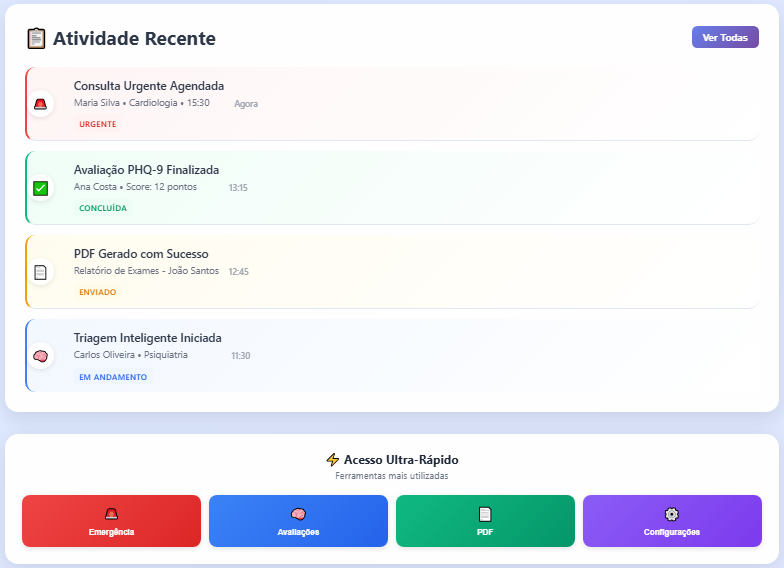 Atividade Recente
Ver Todas
Consulta Urgente Agendada
Maria Silva • Cardiologia • 15:30
Agora
URGENTE
Avaliação PHQ-9 Finalizada
Ana Costa • Score: 12 pontos
13:15
CONCLUÍDA
PDF Gerado com Sucesso
Relatório de Exames - João Santos
12:45
ENVIADO
Triagem Inteligente Iniciada
Carlos Oliveira • Psiquiatria
11:30
EM ANDAMENTO
Acesso Ultra-Rápido
Ferramentas mais utilizadas
Emergência
Avaliações
PDF
Configurações